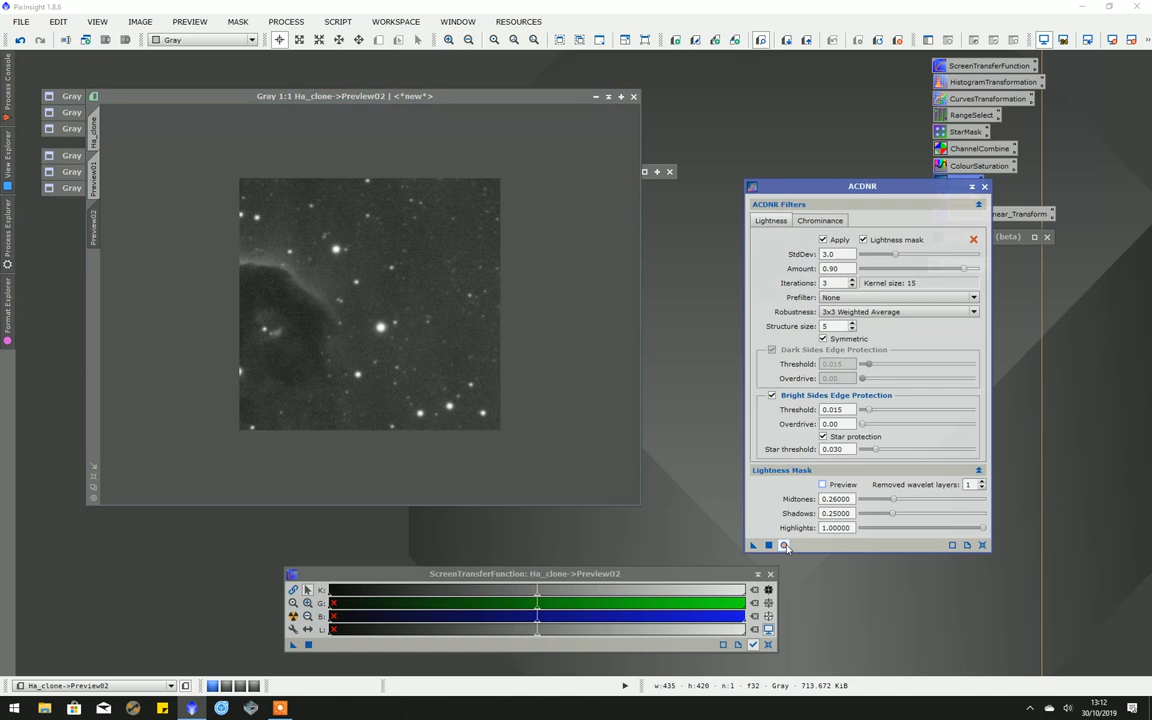 PixInsight 1.8.6
FILE EDIT VIEW IMAGE PREVIEW MASK PROCESS SCRIPT WORKSPACE WINDOW RESOURCES
Gray
Process Console
View Explorer
Process Explorer
Format Explorer
Gray
Gray
Gray
Gray
Gray
Gray
Gray 1:1 Ha_clone->Preview02 | <*new*>
Ha_clone
Preview01
Preview02
ScreenTransferFunction
HistogramTransformation
CurvesTransformation
RangeSelect
StarMask
ChannelCombine
ColourSaturation
near_Transform
(beta)
ACDNR
ACDNR Filters
Lightness Chrominance
Apply Lightness mask
StdDev: 3.0
Amount: 0.90
Iterations: 3 Kernel size: 15
Prefilter: None
Robustness: 3x3 Weighted Average
Structure size: 5
Symmetric
Dark Sides Edge Protection
Threshold: 0.015
Overdrive: 0.00
Bright Sides Edge Protection
Threshold: 0.015
Overdrive: 0.00
Star protection
Star threshold: 0.030
Lightness Mask
Preview Removed wavelet layers: 1
Midtones: 0.26000
Shadows: 0.25000
Highlights: 1.00000
ScreenTransferFunction: Ha_clone->Preview02
K:
G:
B:
L:
Ha_clone->Preview02
w:435 · h:420 · n:1 · f32 · Gray · 713.672 KiB
13:12
30/10/2019